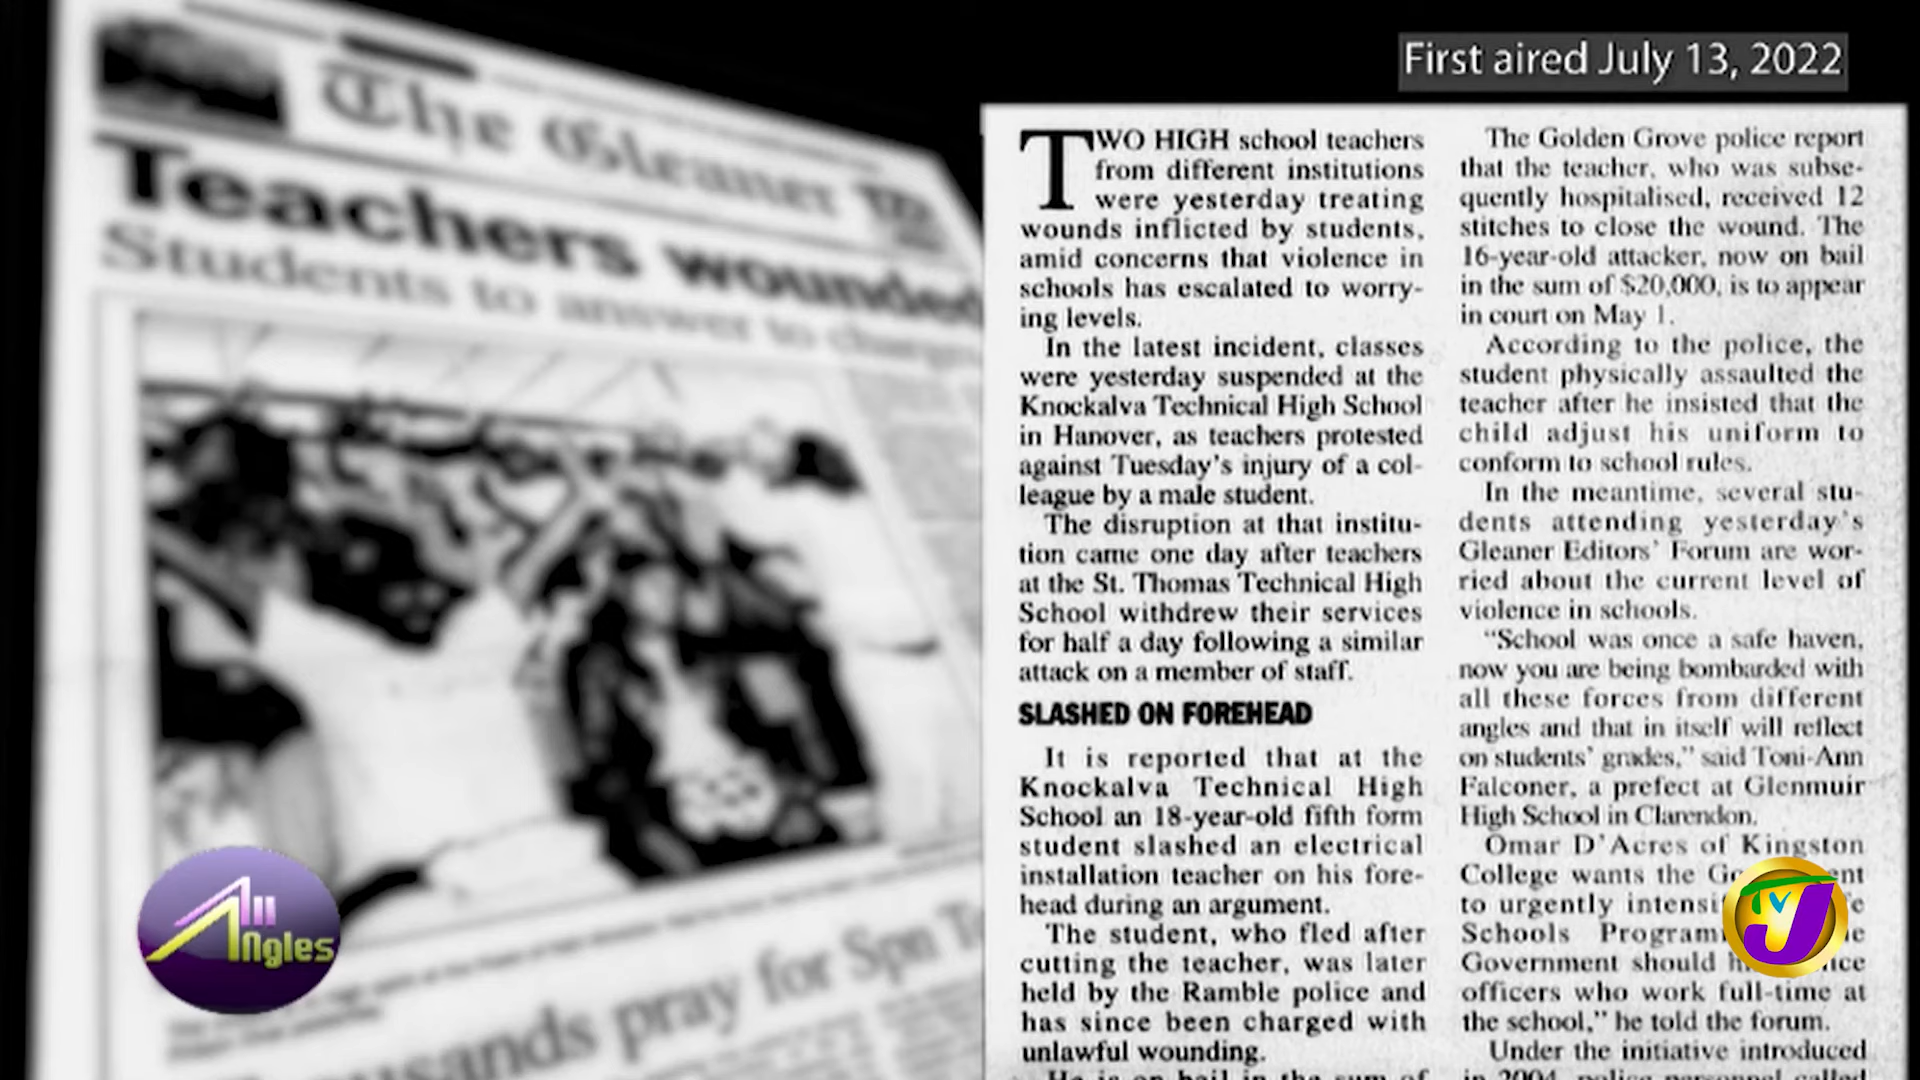 First aired July 13, 2022
The Gleaner
Teachers wounded
Students to answer to charges
TWO HIGH school teachers
from different institutions
were yesterday treating
wounds inflicted by students,
amid concerns that violence in
schools has escalated to worry-
ing levels.
In the latest incident, classes
were yesterday suspended at the
Knockalva Technical High School
in Hanover, as teachers protested
against Tuesday's injury of a col-
league by a male student.
The disruption at that institu-
tion came one day after teachers
at the St. Thomas Technical High
School withdrew their services
for half a day following a similar
attack on a member of staff.
SLASHED ON FOREHEAD
It is reported that at the
Knockalva Technical High
School an 18-year-old fifth form
student slashed an electrical
installation teacher on his fore-
head during an argument.
The student, who fled after
cutting the teacher, was later
held by the Ramble police and
has since been charged with
unlawful wounding.
He is on bail in the sum of
The Golden Grove police report
that the teacher, who was subse-
quently hospitalised, received 12
stitches to close the wound. The
16-year-old attacker, now on bail
in the sum of $20,000, is to appear
in court on May 1.
According to the police, the
student physically assaulted the
teacher after he insisted that the
child adjust his uniform to
conform to school rules.
In the meantime, several stu-
dents attending yesterday's
Gleaner Editors' Forum are wor-
ried about the current level of
violence in schools.
"School was once a safe haven,
now you are being bombarded with
all these forces from different
angles and that in itself will reflect
on students' grades," said Toni-Ann
Falconer, a prefect at Glenmuir
High School in Clarendon.
Omar D'Acres of Kingston
College wants the
to urgently
Schools
Government should
officers who work full-time at
the school," he told the forum.
Under the initiative introduced
in 2004, police personnel called
pray for Spn
All Angles
TVJ